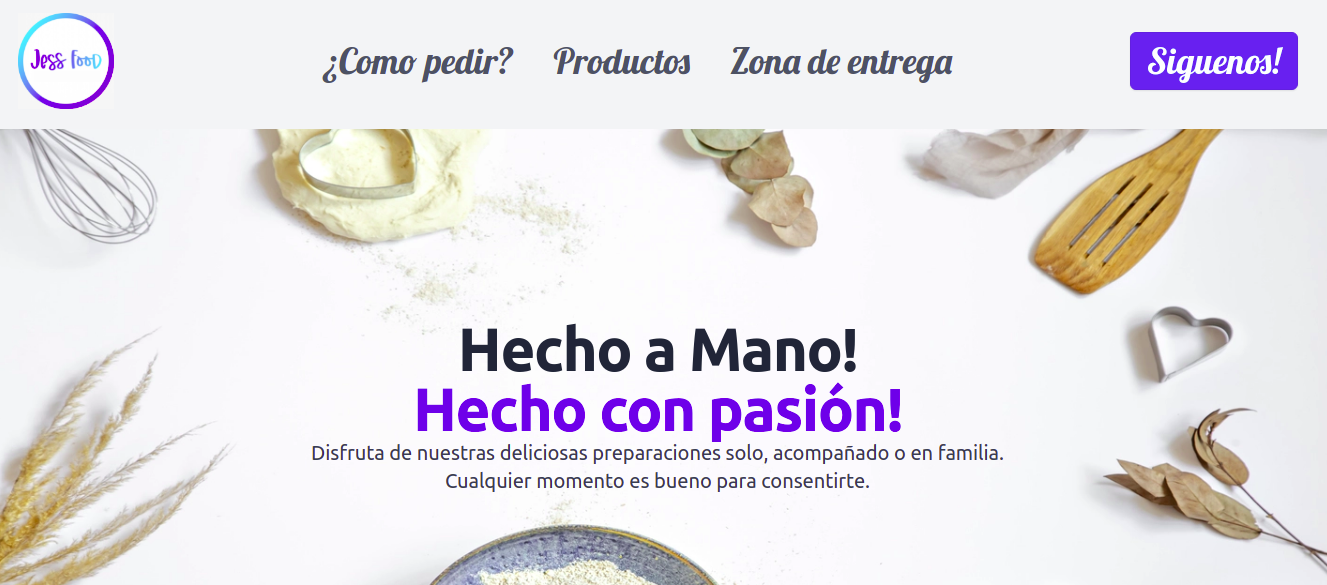 Jess Food
¿Como pedir?
Productos
Zona de entrega
Siguenos!
Hecho a Mano!
Hecho con pasión!
Disfruta de nuestras deliciosas preparaciones solo, acompañado o en familia.
Cualquier momento es bueno para consentirte.